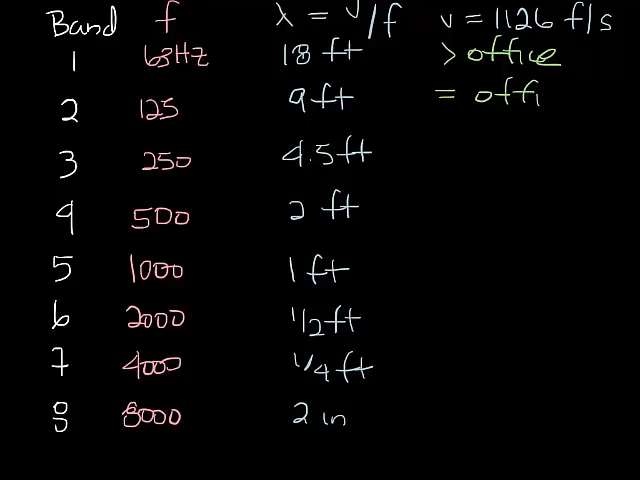 Band f λ = v/f v = 1126 f/s
1 63Hz 18 ft > office
2 125 9 ft = offi
3 250 4.5 ft
4 500 2 ft
5 1000 1 ft
6 2000 1/2 ft
7 4000 1/4 ft
8 8000 2 in